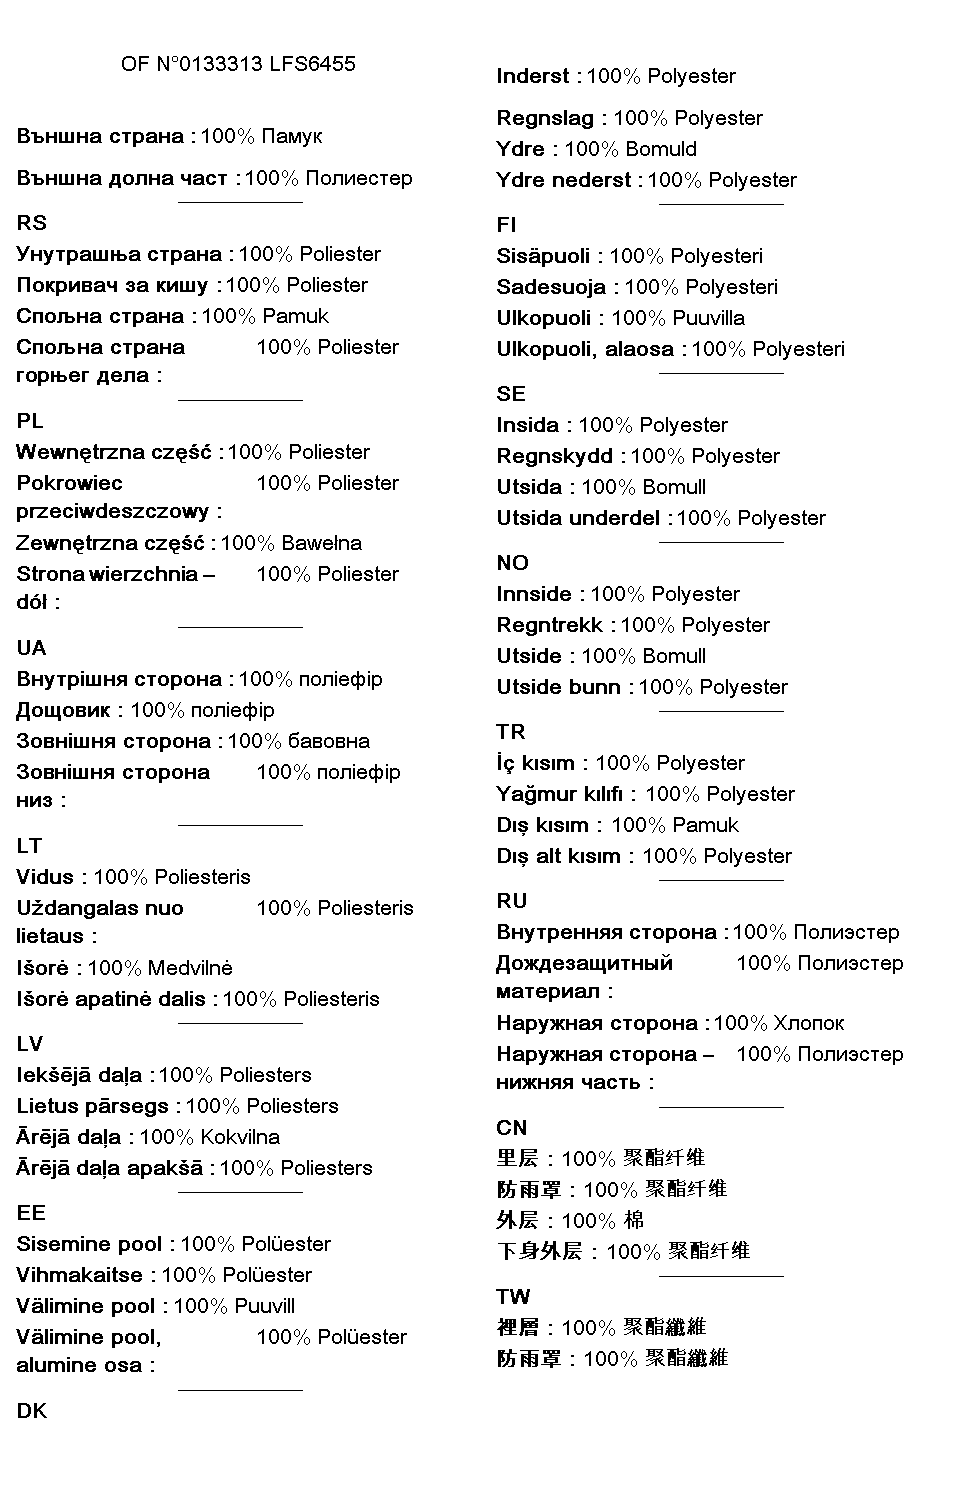 OF N°0133313 LFS6455
Външна страна : 100% Памук
Външна долна част : 100% Полиестер
RS
Унутрашња страна : 100% Poliester
Покривач за кишу : 100% Poliester
Спољна страна : 100% Pamuk
Спољна страна 100% Poliester
горњег дела :
PL
Wewnętrzna część : 100% Poliester
Pokrowiec 100% Poliester
przeciwdeszczowy :
Zewnętrzna część : 100% Bawełna
Strona wierzchnia – 100% Poliester
dół :
UA
Внутрішня сторона : 100% поліефір
Дощовик : 100% поліефір
Зовнішня сторона : 100% бавовна
Зовнішня сторона 100% поліефір
низ :
LT
Vidus : 100% Poliesteris
Uždangalas nuo 100% Poliesteris
lietaus :
Išorė : 100% Medvilnė
Išorė apatinė dalis : 100% Poliesteris
LV
Iekšējā daļa : 100% Poliesters
Lietus pārsegs : 100% Poliesters
Ārējā daļa : 100% Kokvilna
Ārējā daļa apakšā : 100% Poliesters
EE
Sisemine pool : 100% Polüester
Vihmakaitse : 100% Polüester
Välimine pool : 100% Puuvill
Välimine pool, 100% Polüester
alumine osa :
DK
Inderst : 100% Polyester
Regnslag : 100% Polyester
Ydre : 100% Bomuld
Ydre nederst : 100% Polyester
FI
Sisäpuoli : 100% Polyesteri
Sadesuoja : 100% Polyesteri
Ulkopuoli : 100% Puuvilla
Ulkopuoli, alaosa : 100% Polyesteri
SE
Insida : 100% Polyester
Regnskydd : 100% Polyester
Utsida : 100% Bomull
Utsida underdel : 100% Polyester
NO
Innside : 100% Polyester
Regntrekk : 100% Polyester
Utside : 100% Bomull
Utside bunn : 100% Polyester
TR
İç kısım : 100% Polyester
Yağmur kılıfı : 100% Polyester
Dış kısım : 100% Pamuk
Dış alt kısım : 100% Polyester
RU
Внутренняя сторона : 100% Полиэстер
Дождезащитный 100% Полиэстер
материал :
Наружная сторона : 100% Хлопок
Наружная сторона – 100% Полиэстер
нижняя часть :
CN
里层 : 100% 聚酯纤维
防雨罩 : 100% 聚酯纤维
外层 : 100% 棉
下身外层 : 100% 聚酯纤维
TW
裡層 : 100% 聚酯纖維
防雨罩 : 100% 聚酯纖維